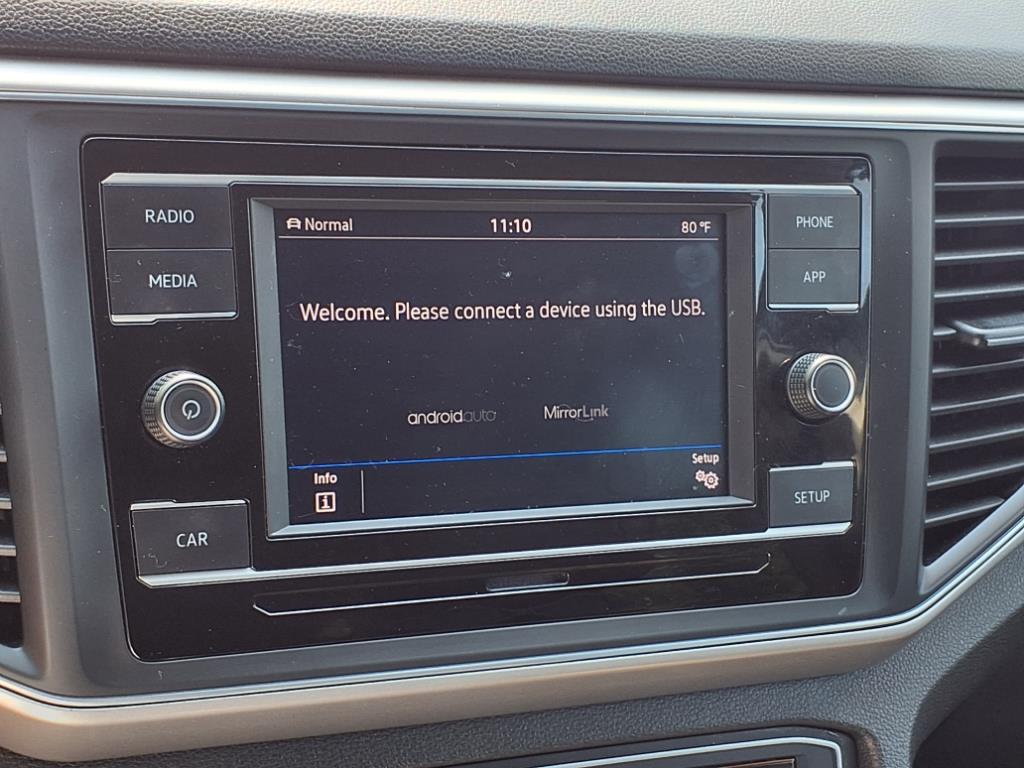 RADIO
MEDIA
CAR
Normal 11:10 80 °F
Welcome. Please connect a device using the USB.
androidauto MirrorLink
Info
i
Setup
PHONE
APP
SETUP